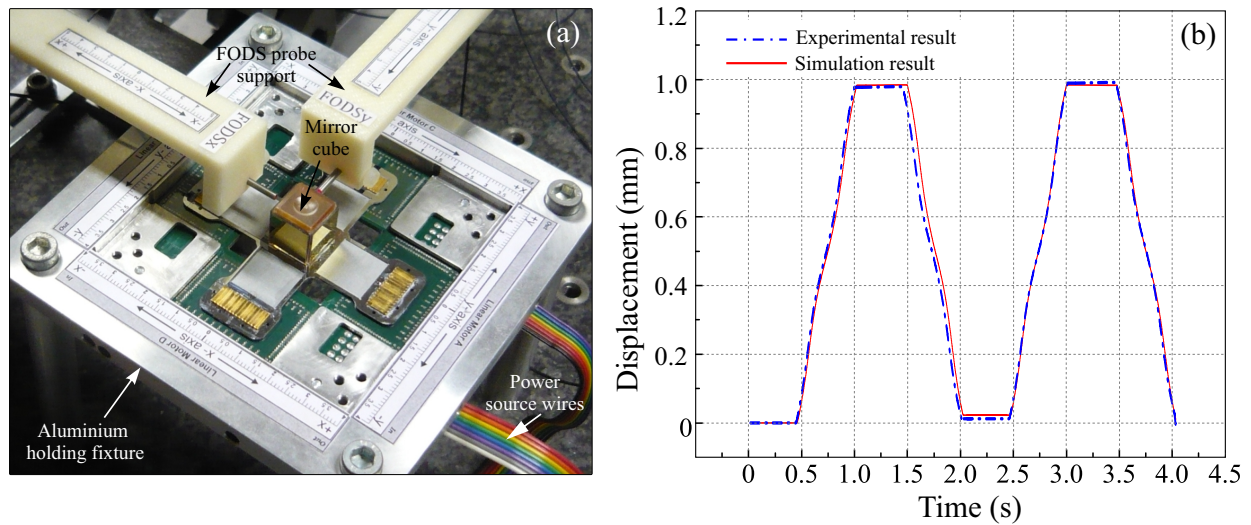 (a)
FODS probe
support
FODSx
FODSy
Mirror
cube
x-axis
y-axis
Linear Motor C
axis
Linear Motor A
y-axis
Linear Motor D
x-axis
Power
source wires
Aluminium
holding fixture
(b)
Experimental result
Simulation result
1.2
1.0
0.8
0.6
0.4
0.2
0
Displacement (mm)
0 0.5 1.0 1.5 2.0 2.5 3.0 3.5 4.0 4.5
Time (s)